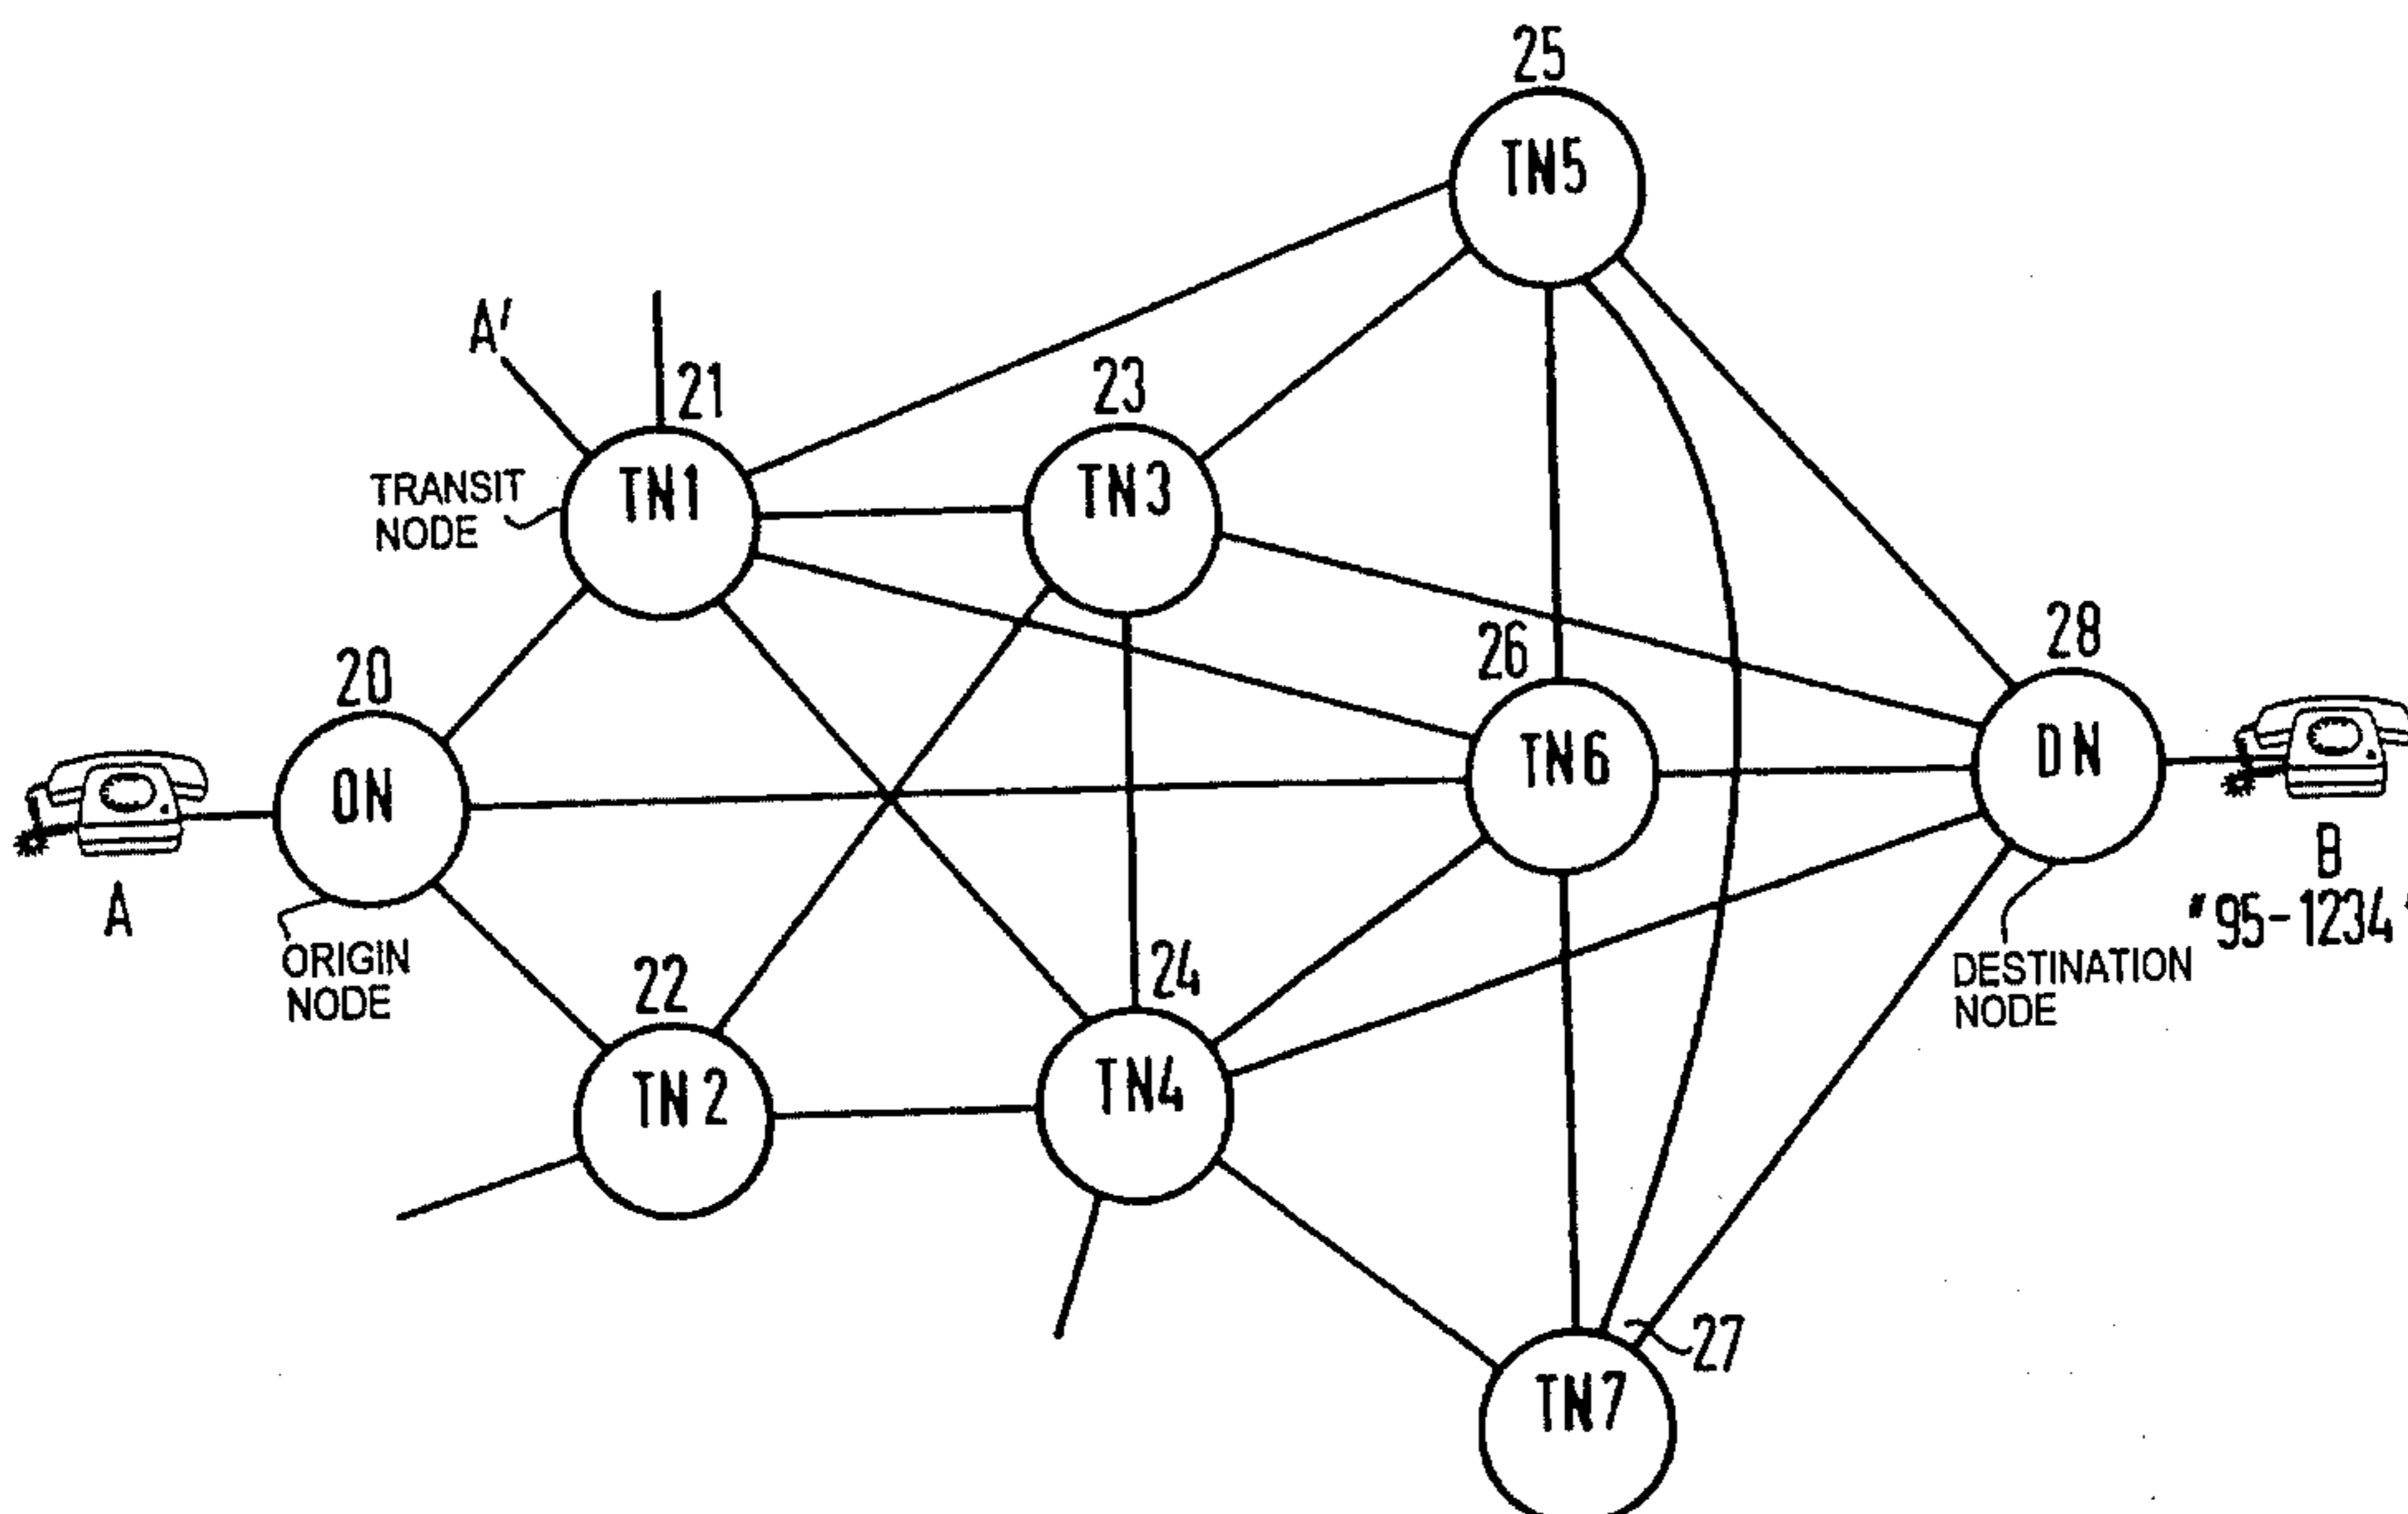 25
TN5
A'
21
23
TRANSIT
NODE
TN1
TN3
20
26
28
ON
TN6
DN
A
B
"95-1234"
ORIGIN
NODE
22
24
DESTINATION
NODE
TN2
TN4
27
TN7